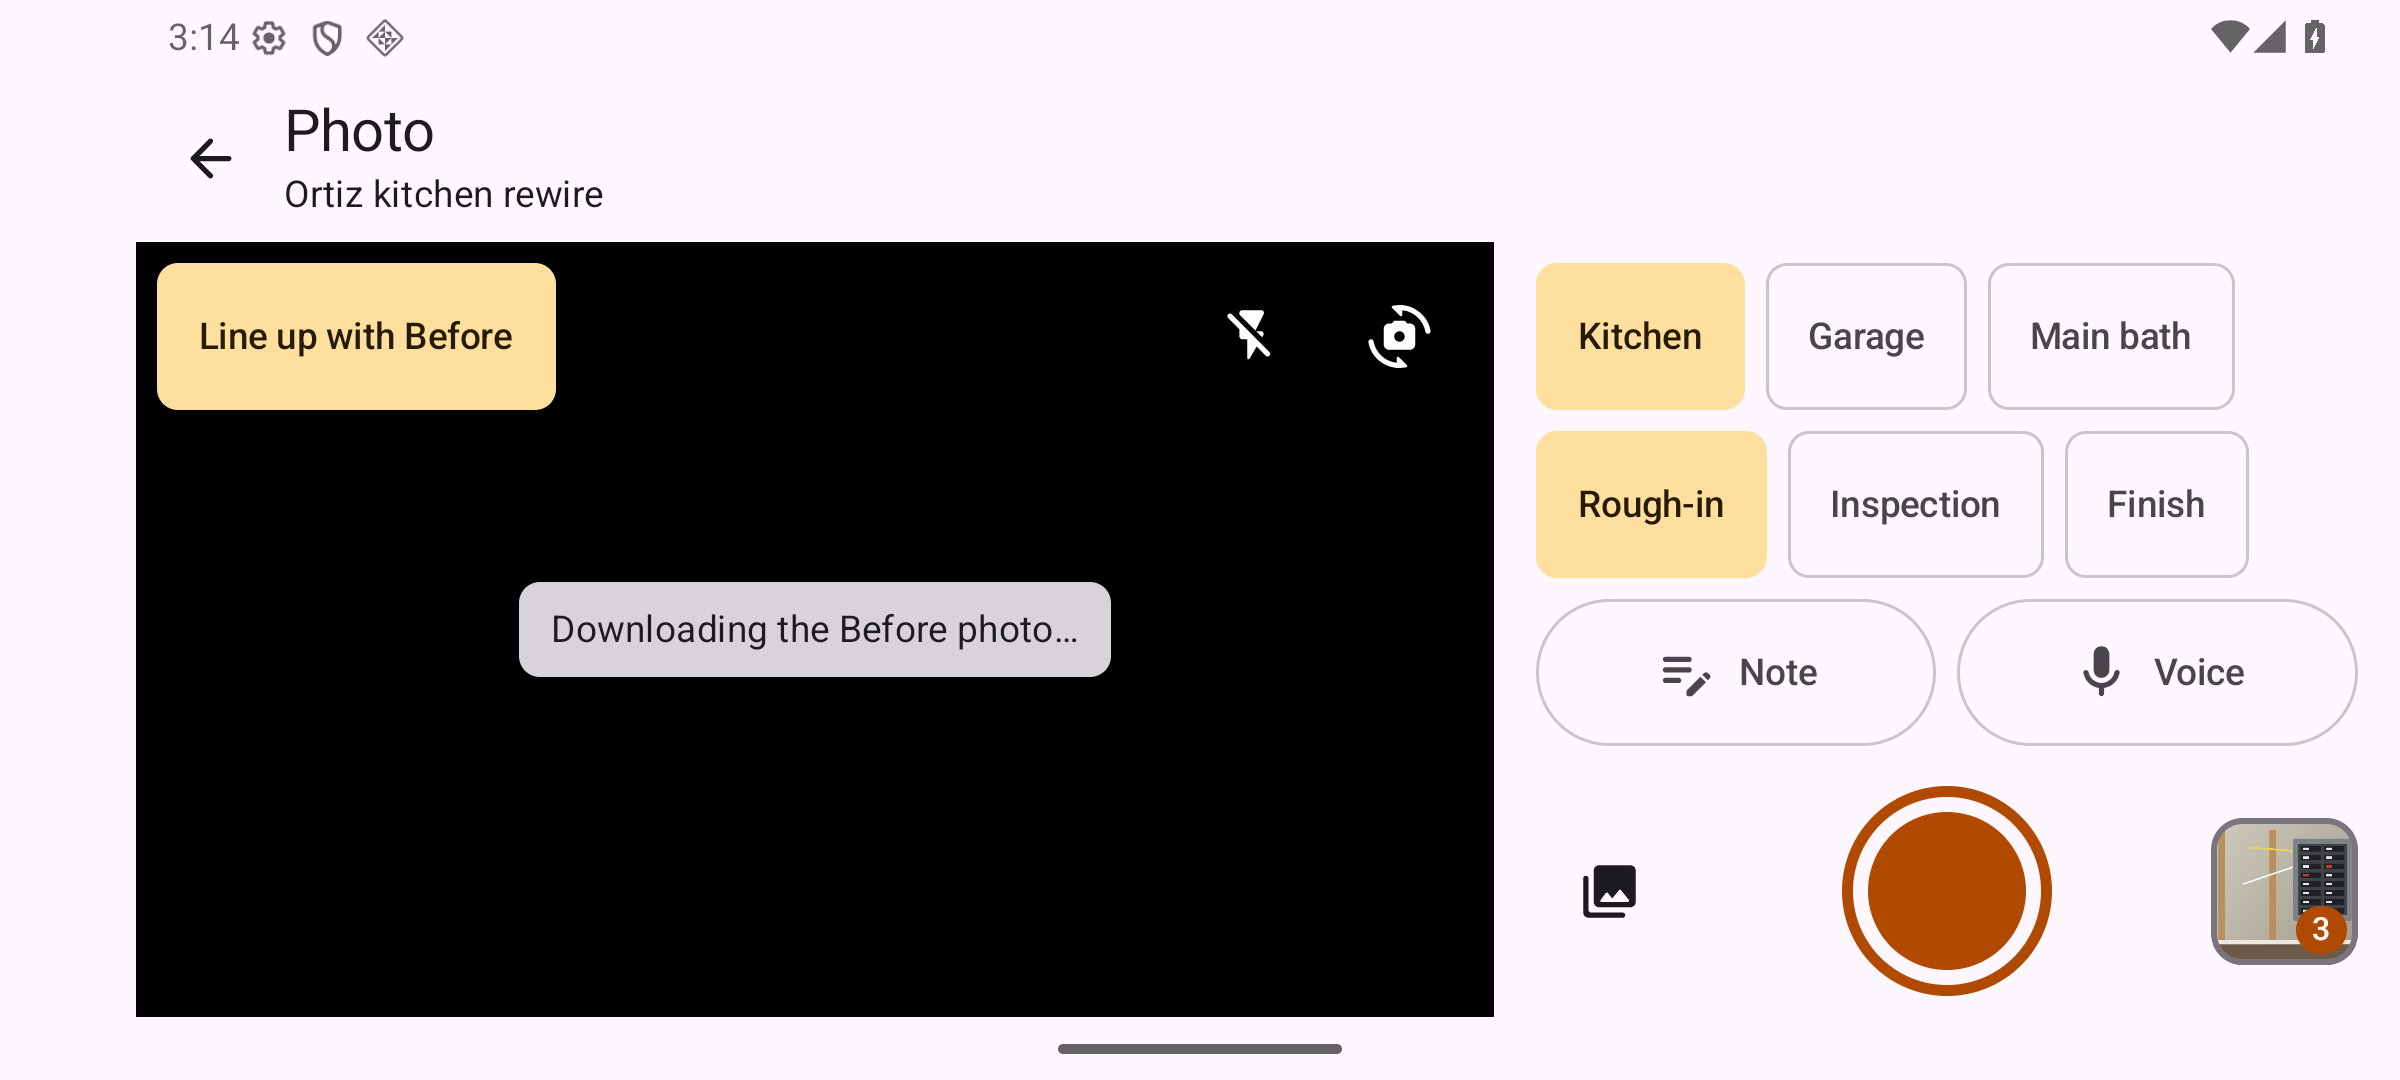 3:14
Photo
Ortiz kitchen rewire
Line up with Before
Downloading the Before photo…
Kitchen
Garage
Main bath
Rough-in
Inspection
Finish
Note
Voice
3